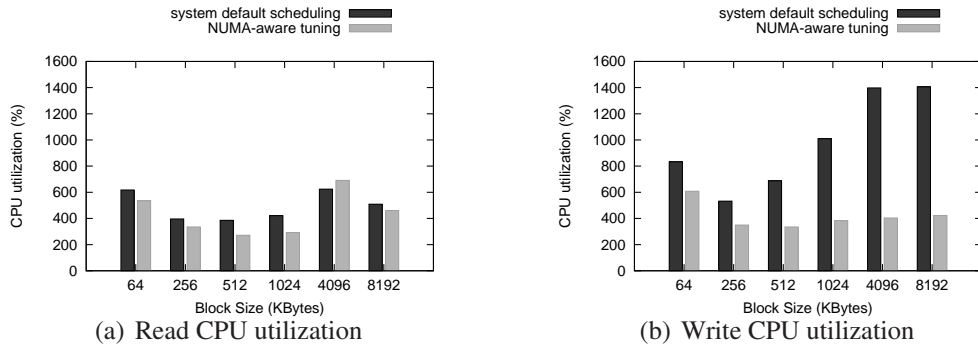 system default scheduling
NUMA-aware tuning
CPU utilization (%)
1600
1400
1200
1000
800
600
400
200
0
64 256 512 1024 4096 8192
Block Size (KBytes)
(a) Read CPU utilization
system default scheduling
NUMA-aware tuning
CPU utilization (%)
1600
1400
1200
1000
800
600
400
200
0
64 256 512 1024 4096 8192
Block Size (KBytes)
(b) Write CPU utilization